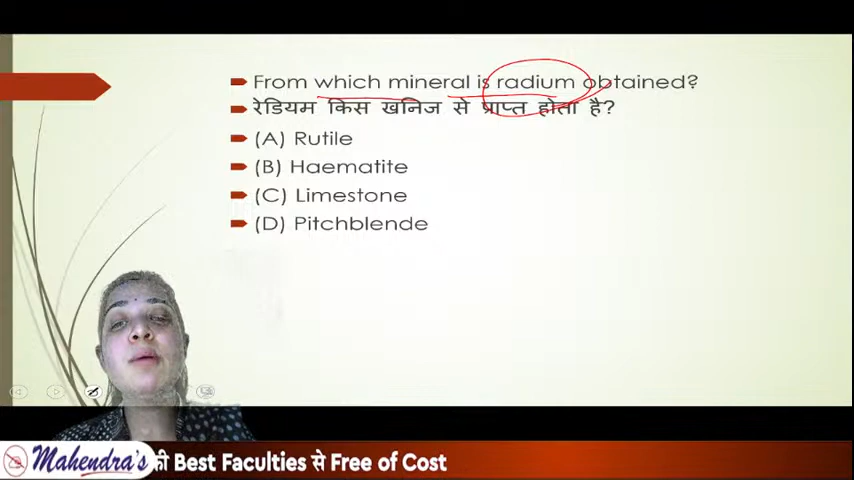 From which mineral is radium obtained?
रेडियम किस खनिज से प्राप्त होता है?
(A) Rutile
(B) Haematite
(C) Limestone
(D) Pitchblende
Mahendra's की Best Faculties से Free of Cost